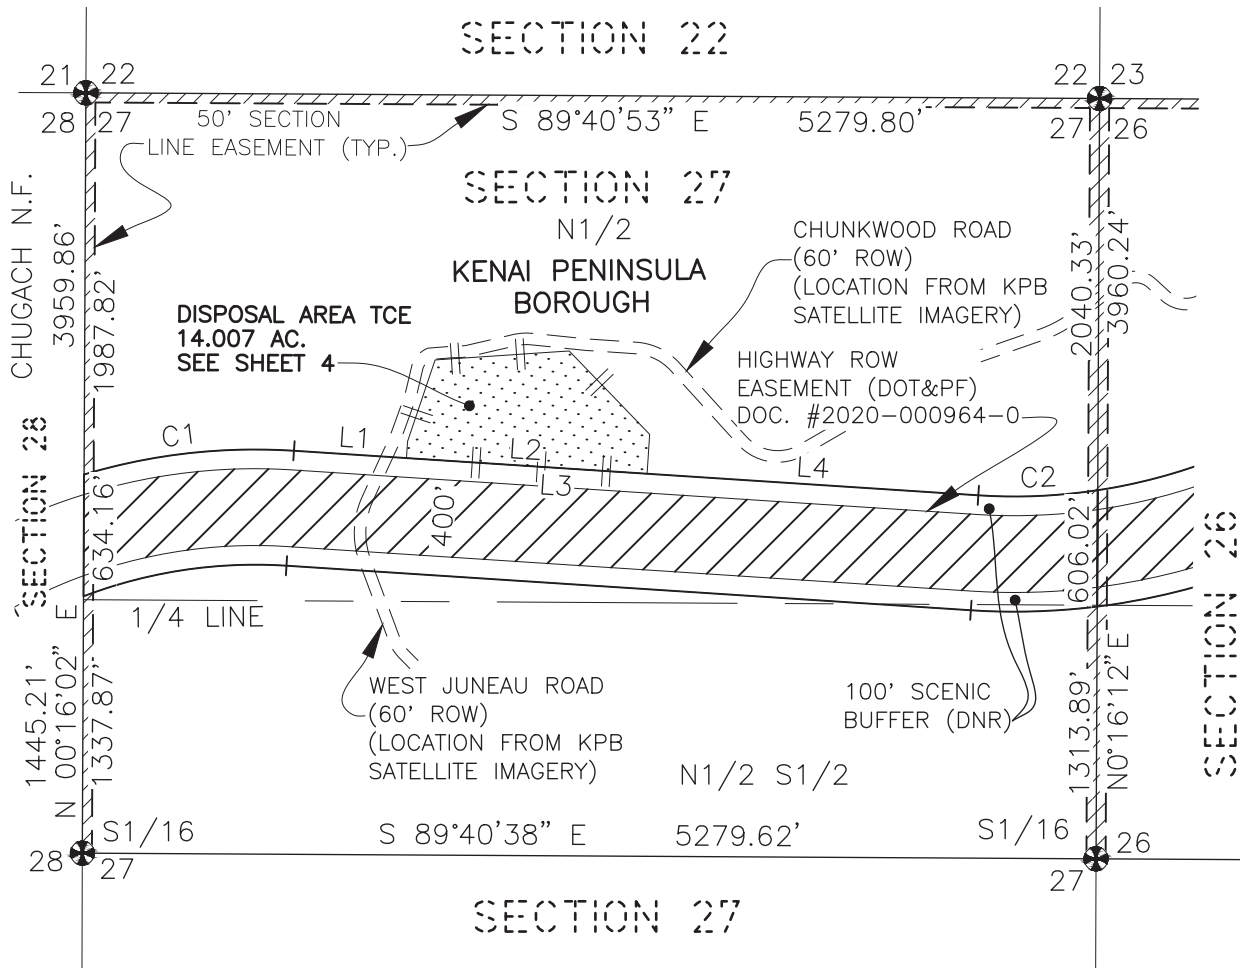 SECTION 22
21 22
22 23
28 27
27 26
50' SECTION
LINE EASEMENT (TYP.)
S 89°40'53" E 5279.80'
SECTION 27
N1/2
KENAI PENINSULA
BOROUGH
CHUNKWOOD ROAD
(60' ROW)
(LOCATION FROM KPB
SATELLITE IMAGERY)
CHUGACH N.F.
3959.86'
1987.82'
2040.33'
3960.24'
DISPOSAL AREA TCE
14.007 AC.
SEE SHEET 4
HIGHWAY ROW
EASEMENT (DOT&PF)
DOC. #2020-000964-0
C1
L1
L2
L3
L4
C2
400'
SECTION 28
634.16'
606.02'
SECTION 26
1/4 LINE
WEST JUNEAU ROAD
(60' ROW)
(LOCATION FROM KPB
SATELLITE IMAGERY)
100' SCENIC
BUFFER (DNR)
1445.21'
N 00°16'02" E
1337.87'
1313.89'
N0°16'12" E
N1/2 S1/2
S1/16
S 89°40'38" E 5279.62'
S1/16
28 27
26
27
SECTION 27